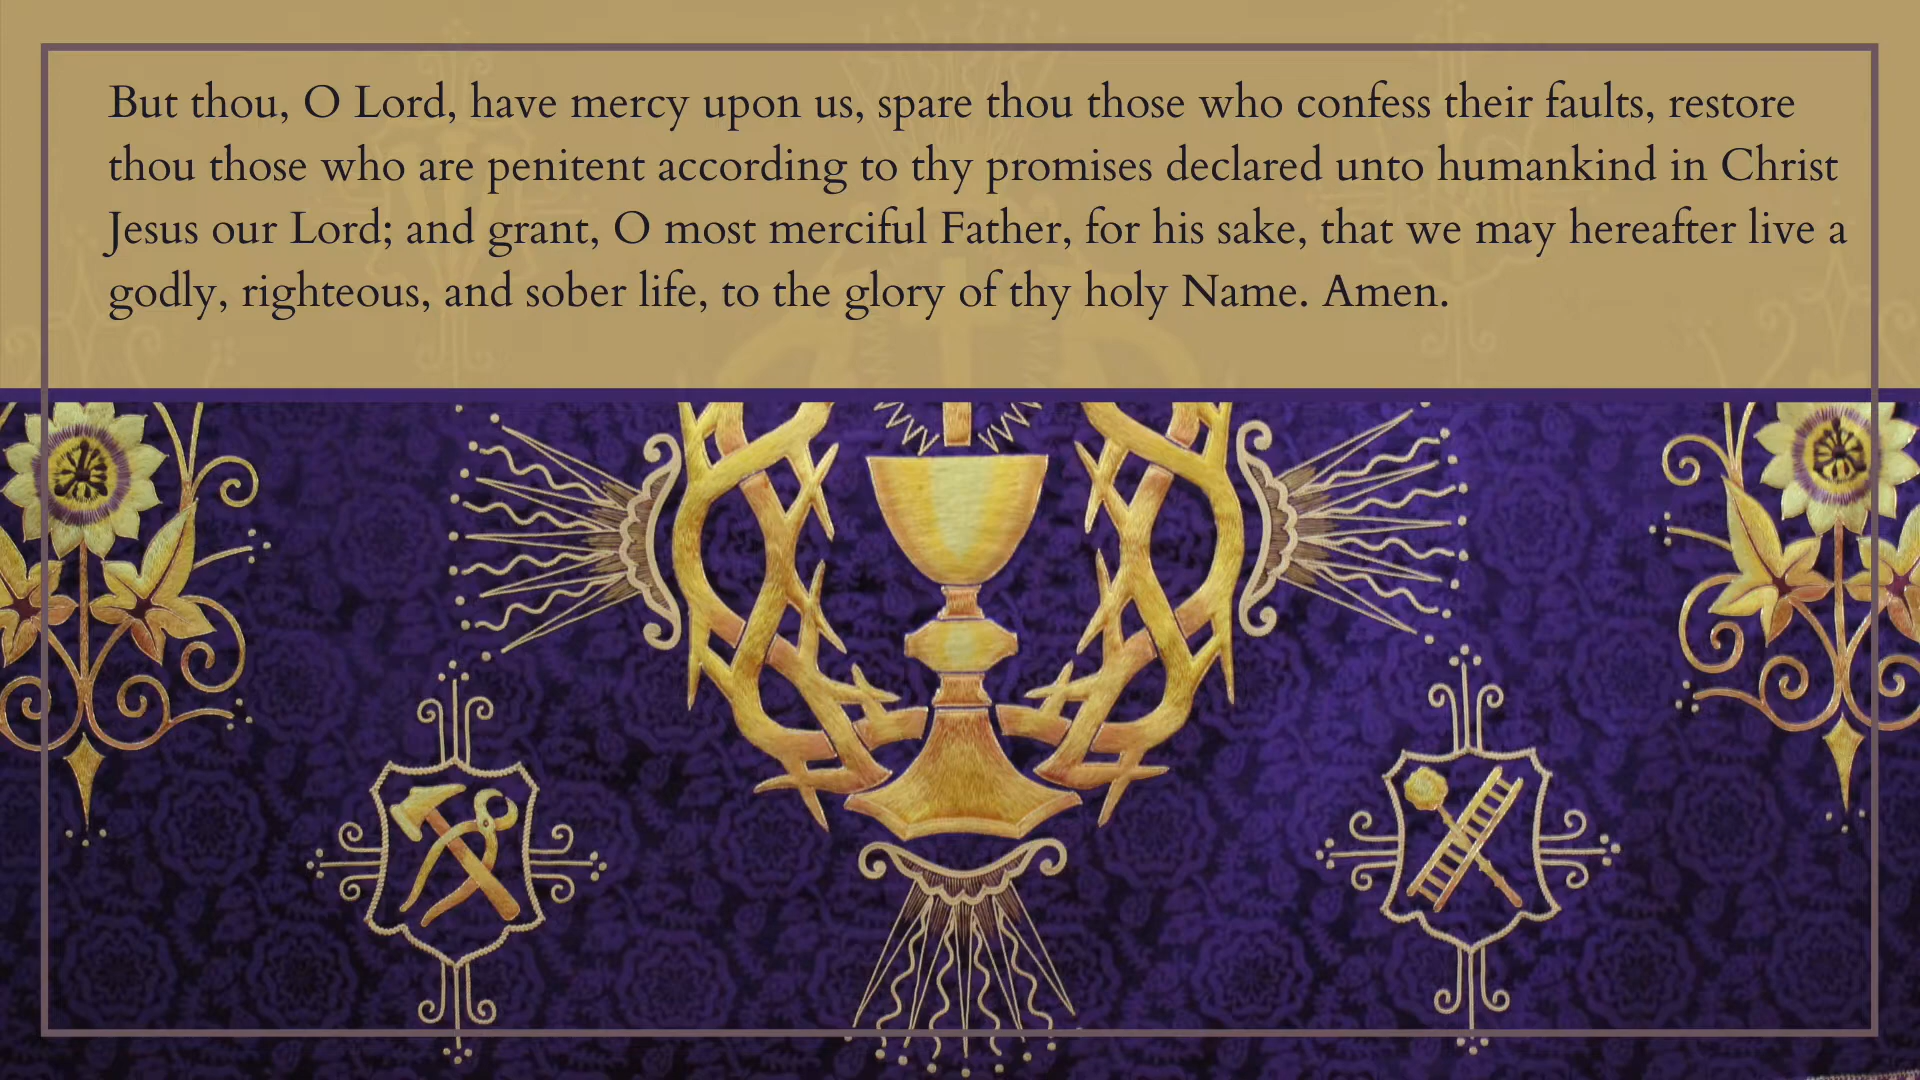 But thou, O Lord, have mercy upon us, spare thou those who confess their faults, restore
thou those who are penitent according to thy promises declared unto humankind in Christ
Jesus our Lord; and grant, O most merciful Father, for his sake, that we may hereafter live a
godly, righteous, and sober life, to the glory of thy holy Name. Amen.